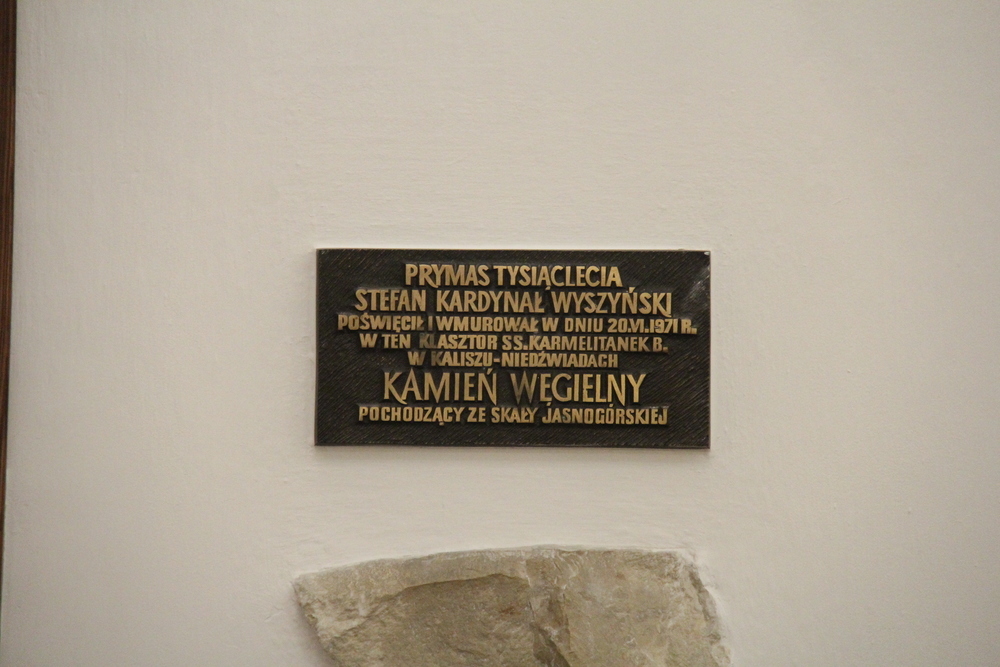 PRYMAS TYSIĄCLECIA
STEFAN KARDYNAŁ WYSZYŃSKI
POŚWIĘCIŁ I WMUROWAŁ W DNIU 20.VI.1971 R.
W TEN KLASZTOR SS. KARMELITANEK B.
W KALISZU-NIEDŹWIADACH
KAMIEŃ WĘGIELNY
POCHODZĄCY ZE SKAŁY JASNOGÓRSKIEJ